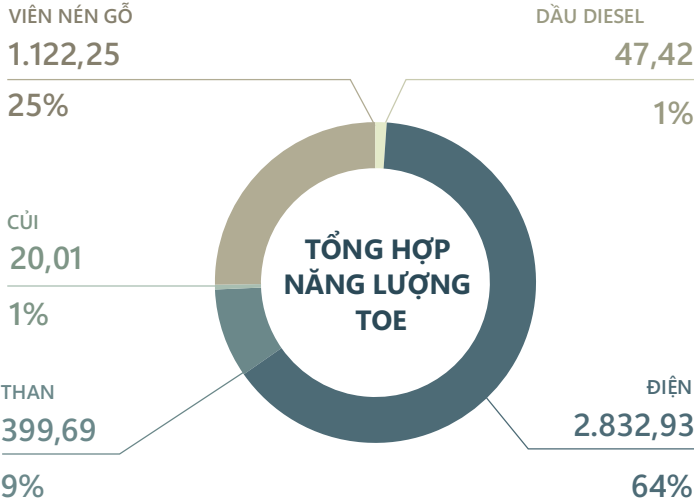 VIÊN NÉN GỖ
1.122,25
25%
DẦU DIESEL
47,42
1%
CỦI
20,01
1%
TỔNG HỢP
NĂNG LƯỢNG
TOE
THAN
399,69
9%
ĐIỆN
2.832,93
64%